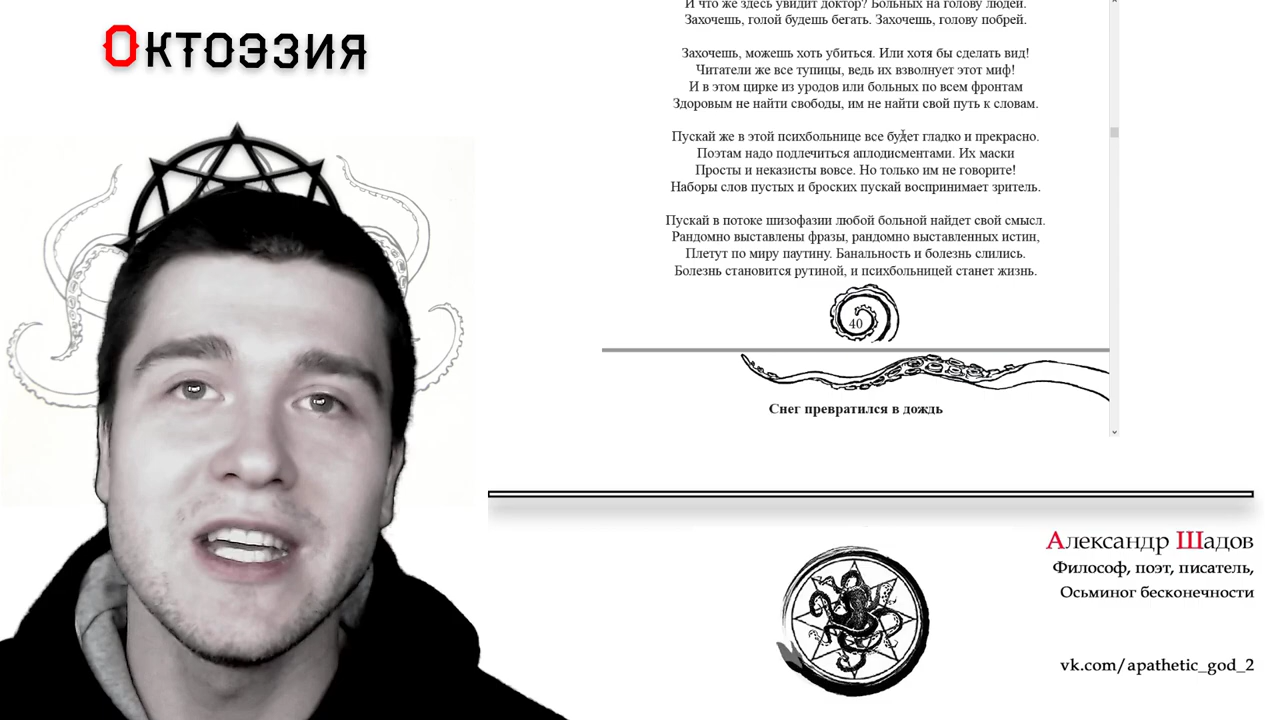 Октоэзия
И что же здесь увидит доктор? Больных на голову людей.
Захочешь, голой будешь бегать. Захочешь, голову побрей.
Захочешь, можешь хоть убиться. Или хотя бы сделать вид!
Читатели же все тупицы, ведь их взволнует этот миф!
И в этом цирке из уродов или больных по всем фронтам
Здоровым не найти свободы, им не найти свой путь к словам.
Пускай же в этой психбольнице все будет гладко и прекрасно.
Поэтам надо подлечиться аплодисментами. Их маски
Просты и неказисты вовсе. Но только им не говорите!
Наборы слов пустых и броских пускай воспринимает зритель.
Пускай в потоке шизофазии любой больной найдет свой смысл.
Рандомно выставлены фразы, рандомно выставленных истин,
Плетут по миру паутину. Банальность и болезнь слились.
Болезнь становится рутиной, и психбольницей станет жизнь.
40
Снег превратился в дождь
Александр Шадов
Философ, поэт, писатель,
Осьминог бесконечности
vk.com/apathetic_god_2